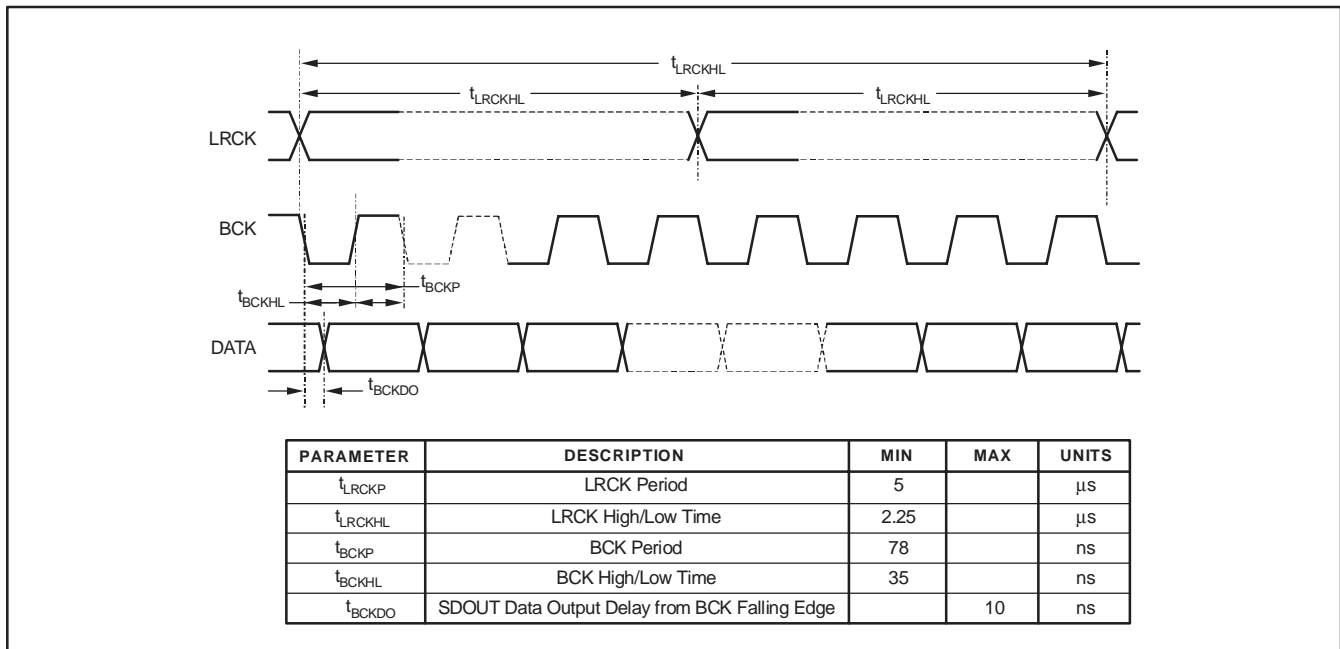 tLRCKHL
tLRCKHL tLRCKHL
LRCK
BCK
tBCKP
tBCKHL
DATA
tBCKDO
PARAMETER DESCRIPTION MIN MAX UNITS
tLRCKP LRCK Period 5 μs
tLRCKHL LRCK High/Low Time 2.25 μs
tBCKP BCK Period 78 ns
tBCKHL BCK High/Low Time 35 ns
tBCKDO SDOUT Data Output Delay from BCK Falling Edge 10 ns